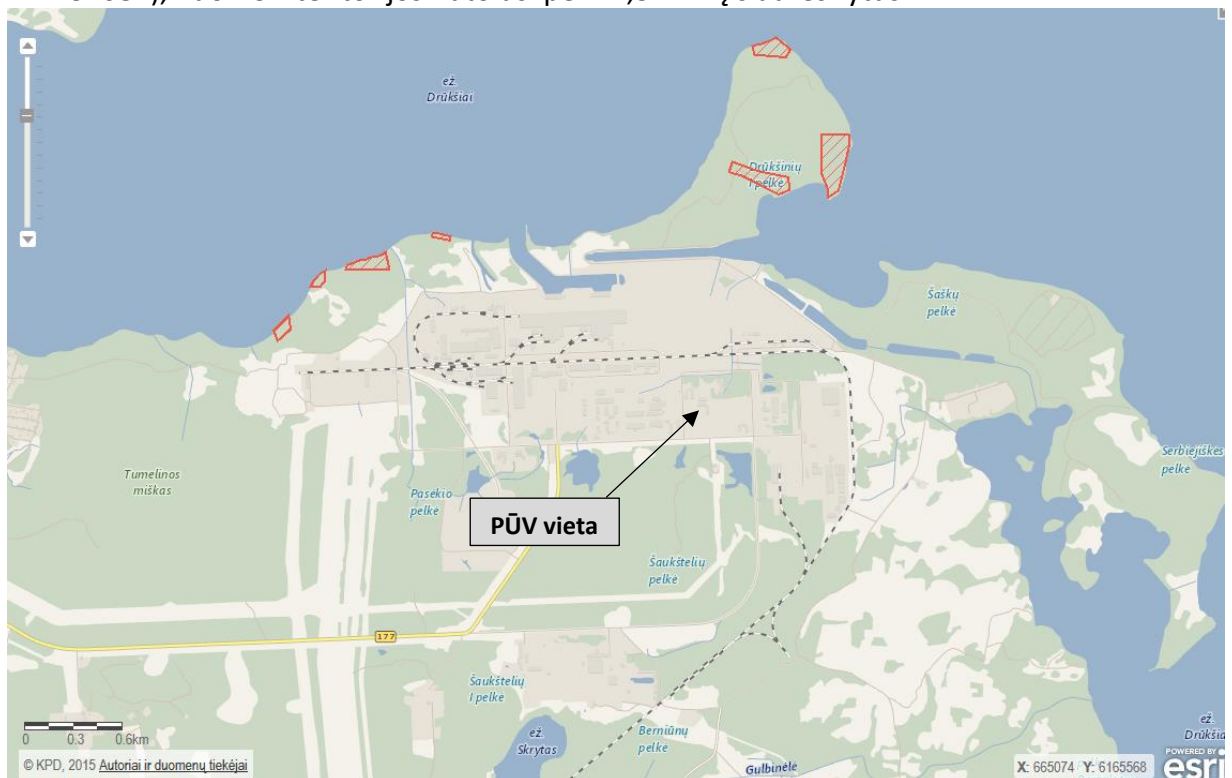 ež.
Drūkšiai
Drūkšinių
I pelkė
Šaškų
pelkė
Serbiejiškės
pelkė
Tumelinos
miškas
Pasekio
pelkė
PŪV vieta
Šaukštelių
pelkė
177
Šaukštelių
I pelkė
ež.
Skrytas
Berniūnų
pelkė
Gulbinėlė
ež.
Drūkšia
0 0.3 0.6km
© KPD, 2015 Autoriai ir duomenų tiekėjai
X: 665074 Y: 6165568
POWERED BY
esri